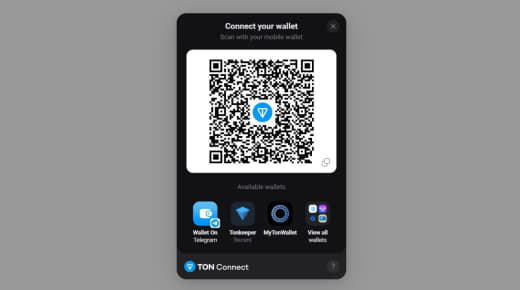 Connect your wallet
Scan with your mobile wallet
Available wallets
Wallet On
Telegram
Tonkeeper
Recent
MyTonWallet
View all
wallets
TON Connect
?